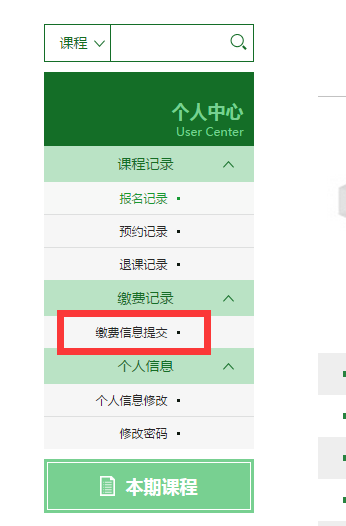 课程
个人中心
User Center
课程记录
报名记录
预约记录
退课记录
缴费记录
缴费信息提交
个人信息
个人信息修改
修改密码
本期课程